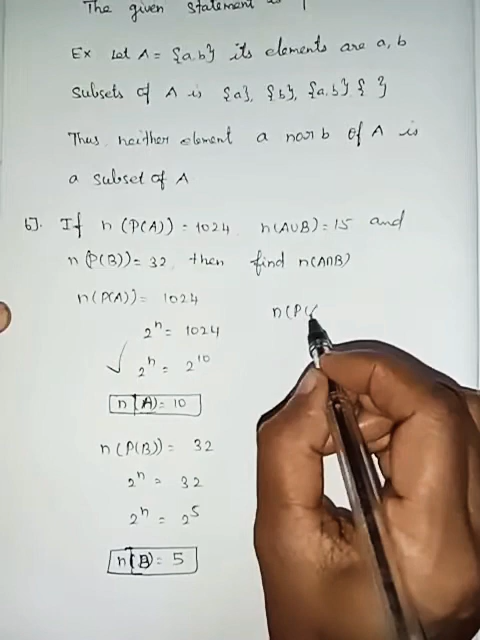 The given statement is
Ex Let A = {a,b} its elements are a, b
Subsets of A is {a}, {b}, {a,b} { }
Thus neither element a nor b of A is
a subset of A
6]. If n(P(A)) = 1024 n(A∪B) = 15 and
n(P(B)) = 32, then find n(A∩B)
n(P(A)) = 1024
2ⁿ = 1024
✓ 2ⁿ = 2¹⁰
n(A) = 10
n(P(B)) = 32
2ⁿ = 32
2ⁿ = 2⁵
n(B) = 5
n(P(